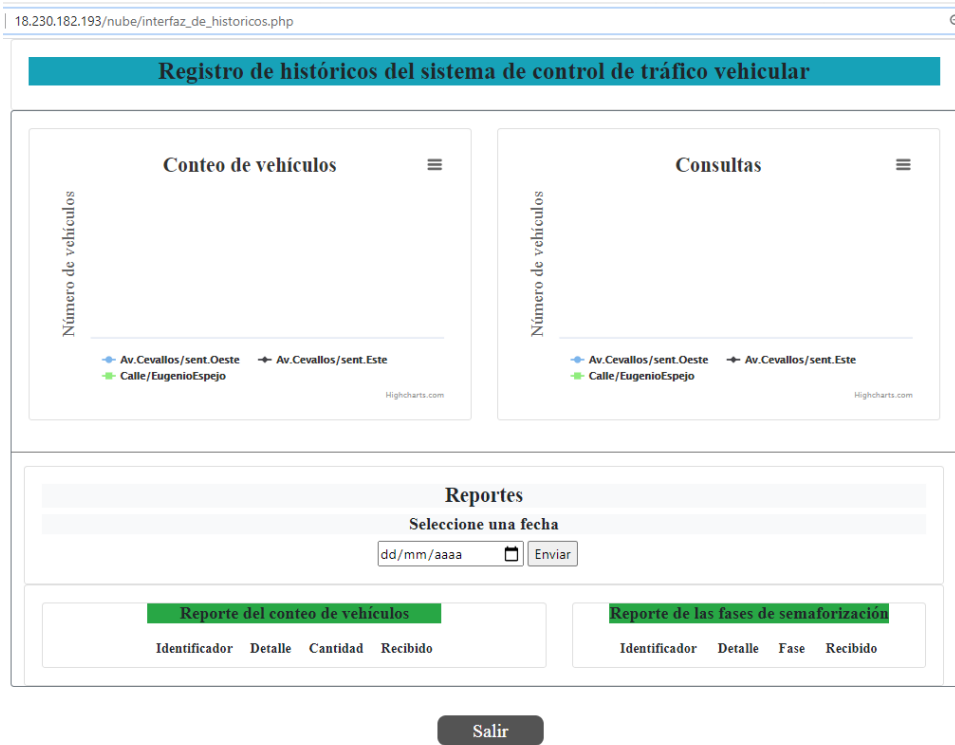 18.230.182.193/nube/interfaz_de_historicos.php
Registro de históricos del sistema de control de tráfico vehicular
Conteo de vehículos
Número de vehículos
Av.Cevallos/sent.Oeste Av.Cevallos/sent.Este
Calle/EugenioEspejo
Highcharts.com
Consultas
Número de vehículos
Av.Cevallos/sent.Oeste Av.Cevallos/sent.Este
Calle/EugenioEspejo
Highcharts.com
Reportes
Seleccione una fecha
dd/mm/aaaa Enviar
Reporte del conteo de vehículos
Identificador Detalle Cantidad Recibido
Reporte de las fases de semaforización
Identificador Detalle Fase Recibido
Salir